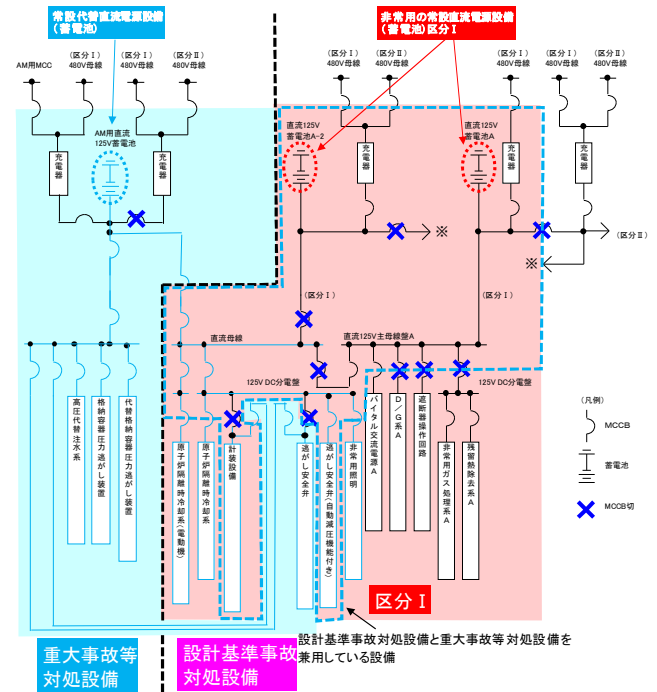 常設代替直流電源設備
(蓄電池)
非常用の常設直流電源設備
(蓄電池)区分Ⅰ
AM用MCC
(区分Ⅰ)
480V母線
(区分Ⅱ)
480V母線
(区分Ⅰ)
480V母線
(区分Ⅱ)
480V母線
(区分Ⅰ)
480V母線
(区分Ⅰ)
480V母線
(区分Ⅱ)
480V母線
AM用直流
125V蓄電池
充電器
充電器
直流125V
蓄電池A-2
充電器
直流125V
蓄電池A
充電器
充電器
※
(区分Ⅱ)
※
(区分Ⅰ)
(区分Ⅰ)
直流母線
直流125V主母線盤A
125V DC分電盤
125V DC分電盤
高圧代替注水系
格納容器圧力逃がし装置
代替格納容器圧力逃がし装置
原子炉隔離時冷却系(電動機)
原子炉隔離時冷却系
計装設備
逃がし安全弁
逃がし安全弁(自動減圧機能付き)
非常用照明
バイタル交流電源A
D/G系A
遮断器操作回路
非常用ガス処理系A
残留熱除去系A
(凡例)
MCCB
蓄電池
MCCB切
区分Ⅰ
設計基準事故対処設備と重大事故等対処設備を
兼用している設備
重大事故等
対処設備
設計基準事故
対処設備